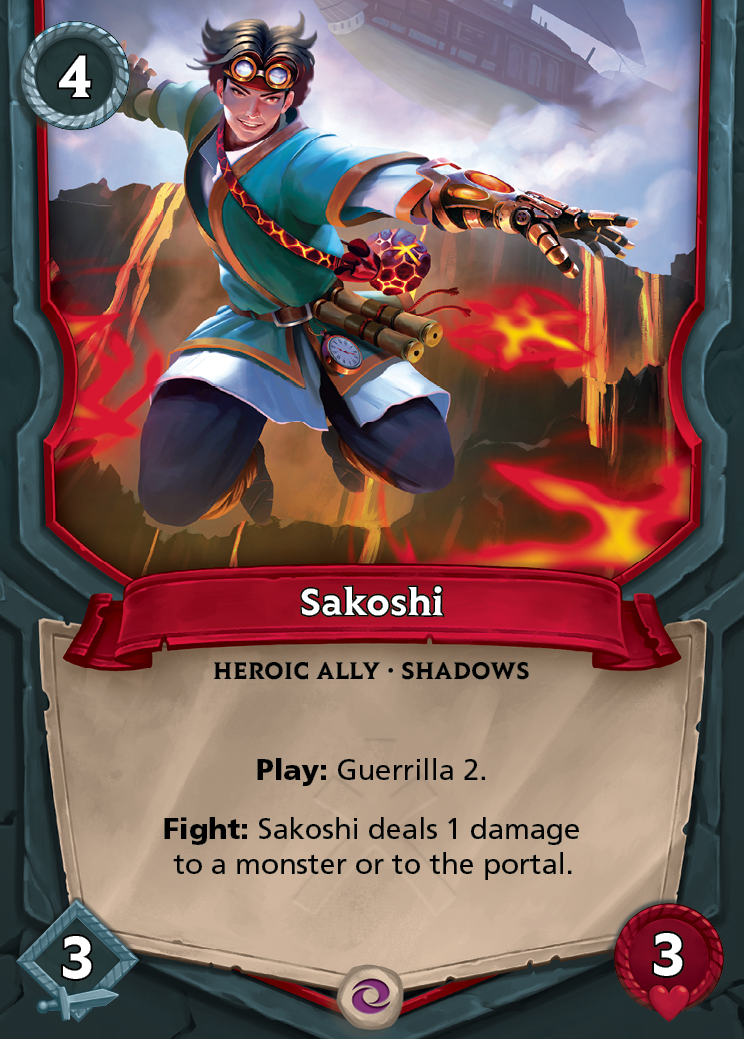 4
Sakoshi
HEROIC ALLY · SHADOWS
Play: Guerrilla 2.
Fight: Sakoshi deals 1 damage
to a monster or to the portal.
3
3